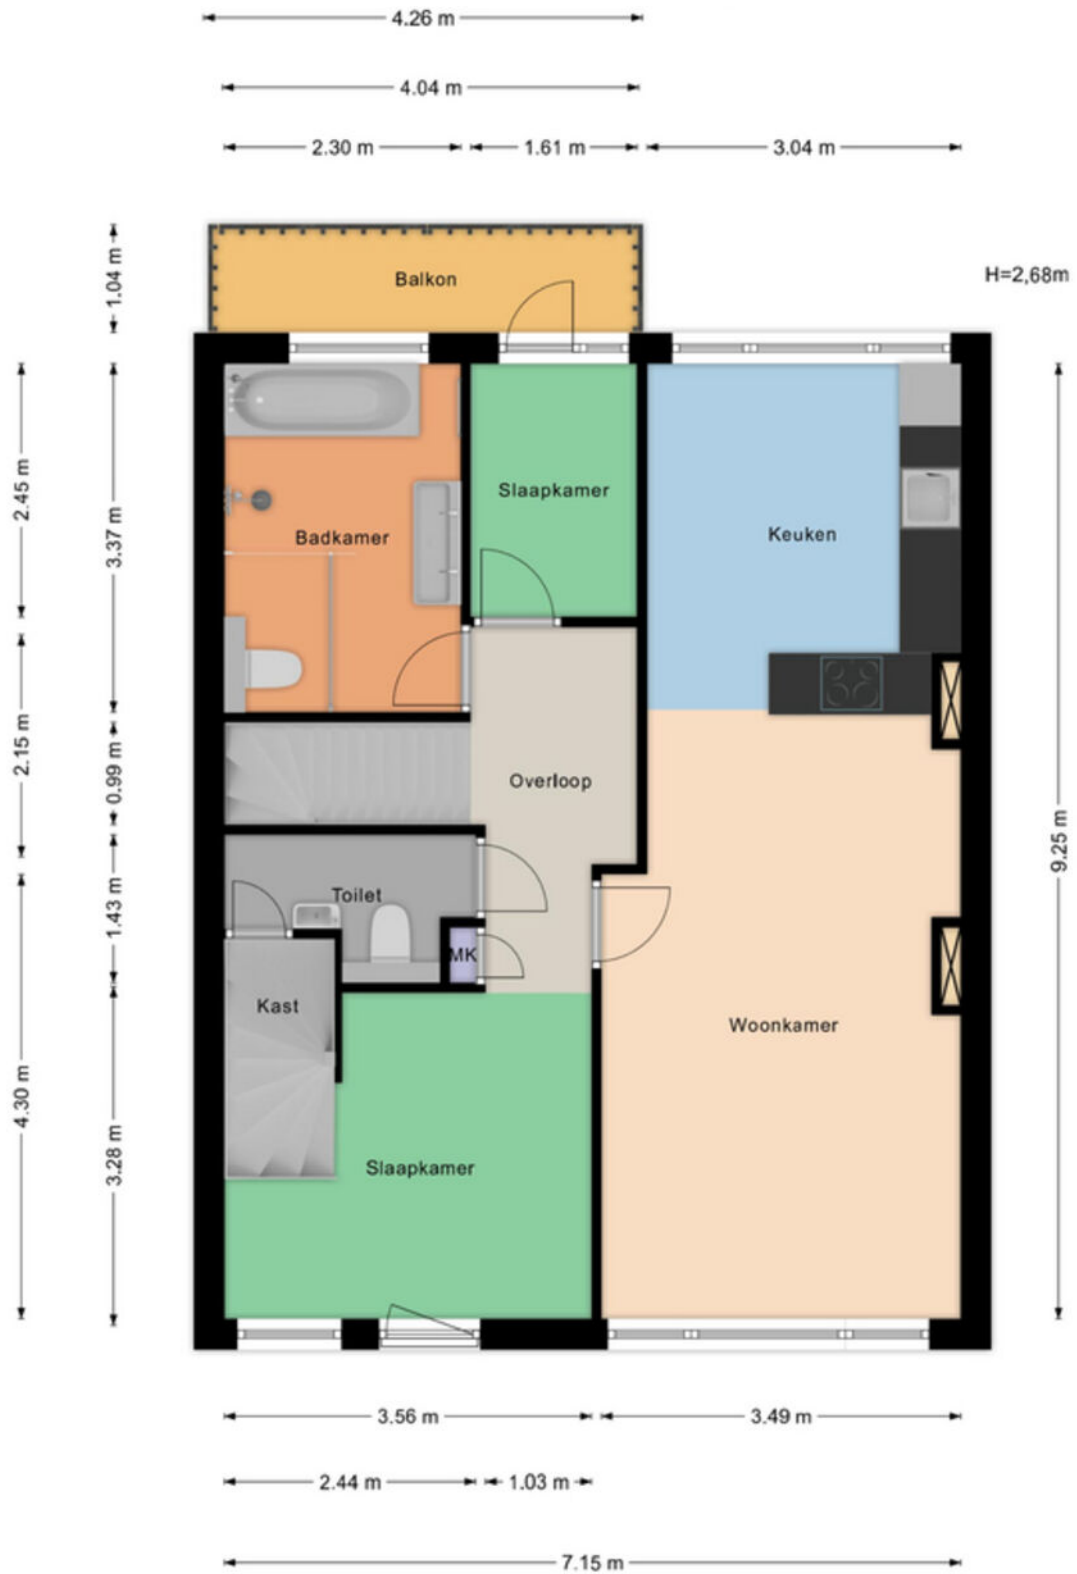 4.26 m
4.04 m
2.30 m 1.61 m 3.04 m
1.04 m
Balkon
H=2,68m
2.45 m
3.37 m
Slaapkamer
Badkamer
Keuken
2.15 m
0.99 m
Overloop
9.25 m
1.43 m
Toilet
MK
Kast
Woonkamer
4.30 m
3.28 m
Slaapkamer
3.56 m 3.49 m
2.44 m 1.03 m
7.15 m